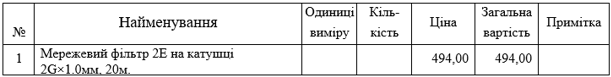 № Найменування Одиниці виміру Кіль-кість Ціна Загальна вартість Примітка
1 Мережевий фільтр 2Е на катушці 494,00 494,00
2G×1.0мм, 20м.